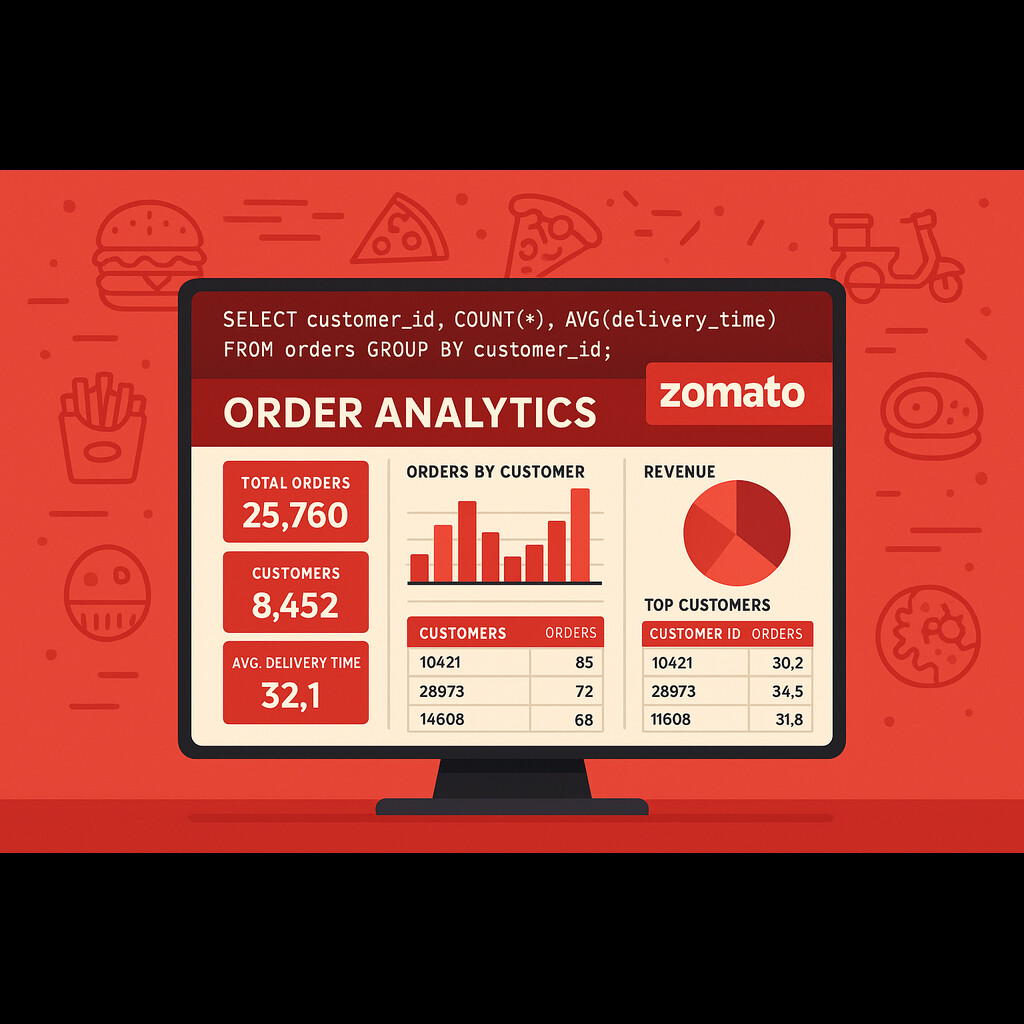 SELECT customer_id, COUNT(*), AVG(delivery_time)
FROM orders GROUP BY customer_id;
zomato
ORDER ANALYTICS
TOTAL ORDERS
25,760
CUSTOMERS
8,452
AVG. DELIVERY TIME
32,1
ORDERS BY CUSTOMER
CUSTOMERS ORDERS
10421 85
28973 72
14608 68
REVENUE
TOP CUSTOMERS
CUSTOMER ID ORDERS
10421 30,2
28973 34,5
11608 31,8